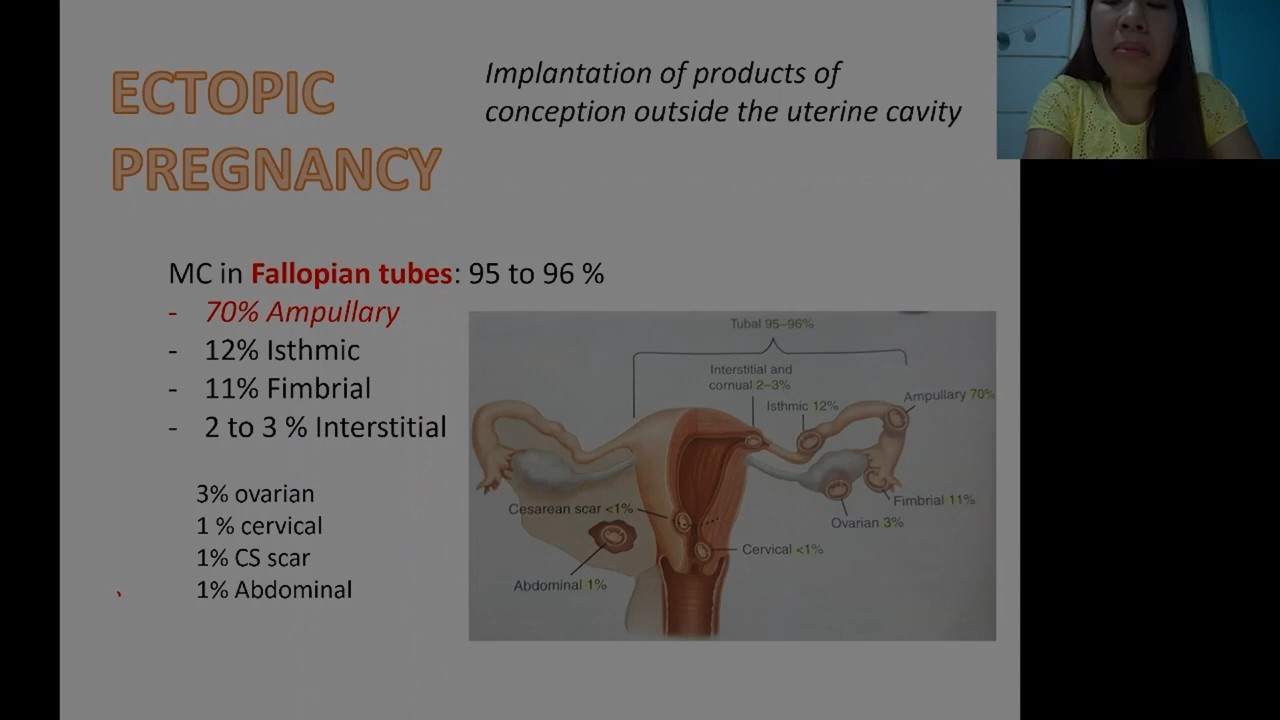 ECTOPIC
PREGNANCY
Implantation of products of
conception outside the uterine cavity
MC in Fallopian tubes: 95 to 96 %
- 70% Ampullary
- 12% Isthmic
- 11% Fimbrial
- 2 to 3 % Interstitial
3% ovarian
1 % cervical
1% CS scar
1% Abdominal
Tubal 95–96%
Interstitial and
cornual 2–3%
Isthmic 12%
Ampullary 70%
Fimbrial 11%
Ovarian 3%
Cesarean scar <1%
Cervical <1%
Abdominal 1%